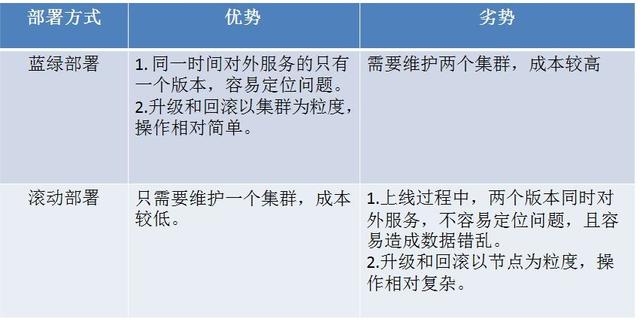 部署方式 优势 劣势
蓝绿部署
1. 同一时间对外服务的只有
一个版本，容易定位问题。
2.升级和回滚以集群为粒度，
操作相对简单。
需要维护两个集群，成本较高
滚动部署
只需要维护一个集群，成本
较低。
1.上线过程中，两个版本同时对
外服务，不容易定位问题，且容
易造成数据错乱。
2.升级和回滚以节点为粒度，操
作相对复杂。